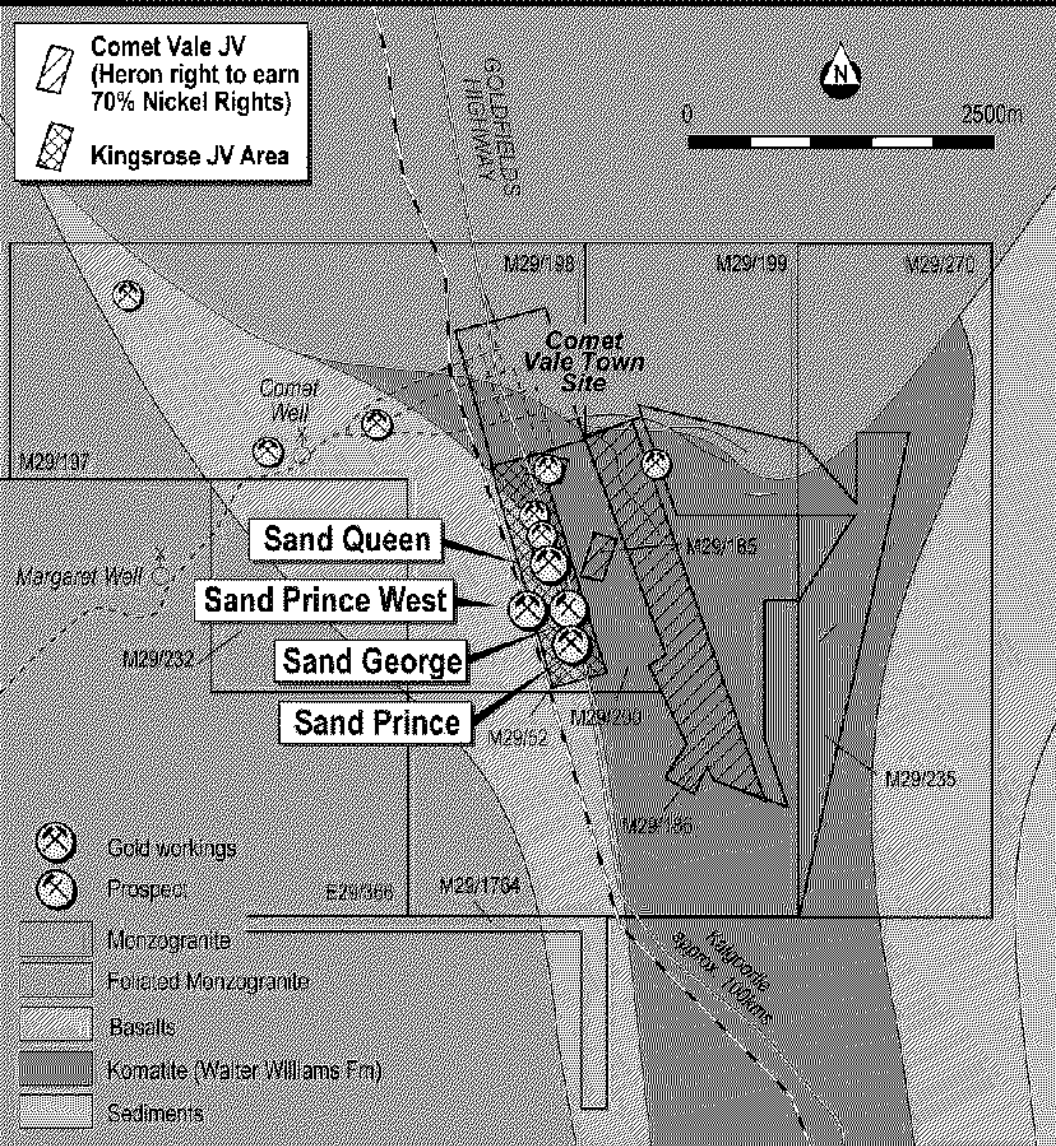 Comet Vale JV
(Heron right to earn
70% Nickel Rights)
Kingsrose JV Area
GOLDFIELDS
HIGHWAY
N
0
2500m
M29/198
M29/199
M29/270
Comet
Vale Town
Site
Comet
Well
M29/197
Sand Queen
M29/185
Margaret Well
Sand Prince West
M29/232
Sand George
Sand Prince
M29/200
M29/52
M29/235
M29/186
Gold workings
Prospect
E29/366
M29/1764
Monzogranite
Kalgoorlie
aprox 100kms
Foliated Monzogranite
Basalts
Komatite (Walter Williams Fm)
Sediments